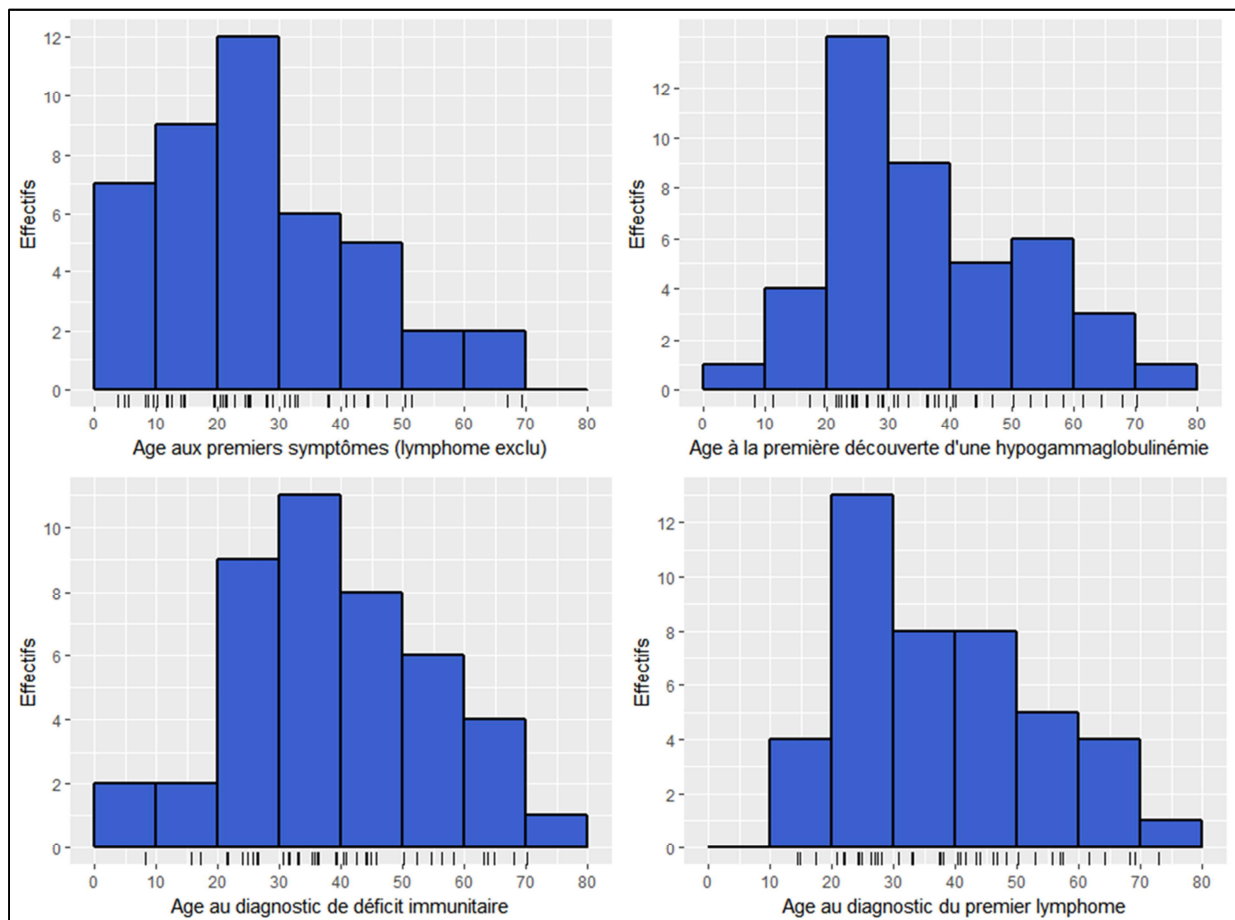 12
10
8
6
4
2
0
Effectifs
0 10 20 30 40 50 60 70 80
Age aux premiers symptômes (lymphome exclu)
12
10
8
6
4
2
0
Effectifs
0 10 20 30 40 50 60 70 80
Age à la première découverte d'une hypogammaglobulinémie
10
8
6
4
2
0
Effectifs
0 10 20 30 40 50 60 70 80
Age au diagnostic de déficit immunitaire
12
10
8
6
4
2
0
Effectifs
0 10 20 30 40 50 60 70 80
Age au diagnostic du premier lymphome